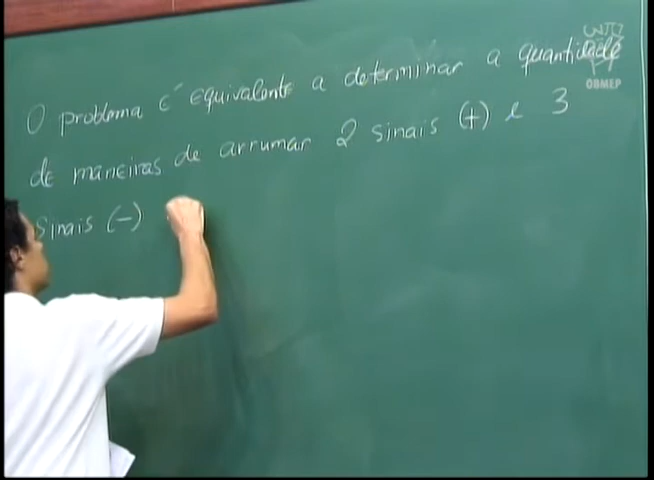 O problema é equivalente a determinar a quantidade
de maneiras de arrumar 2 sinais (+) e 3
sinais (-)
OBMEP